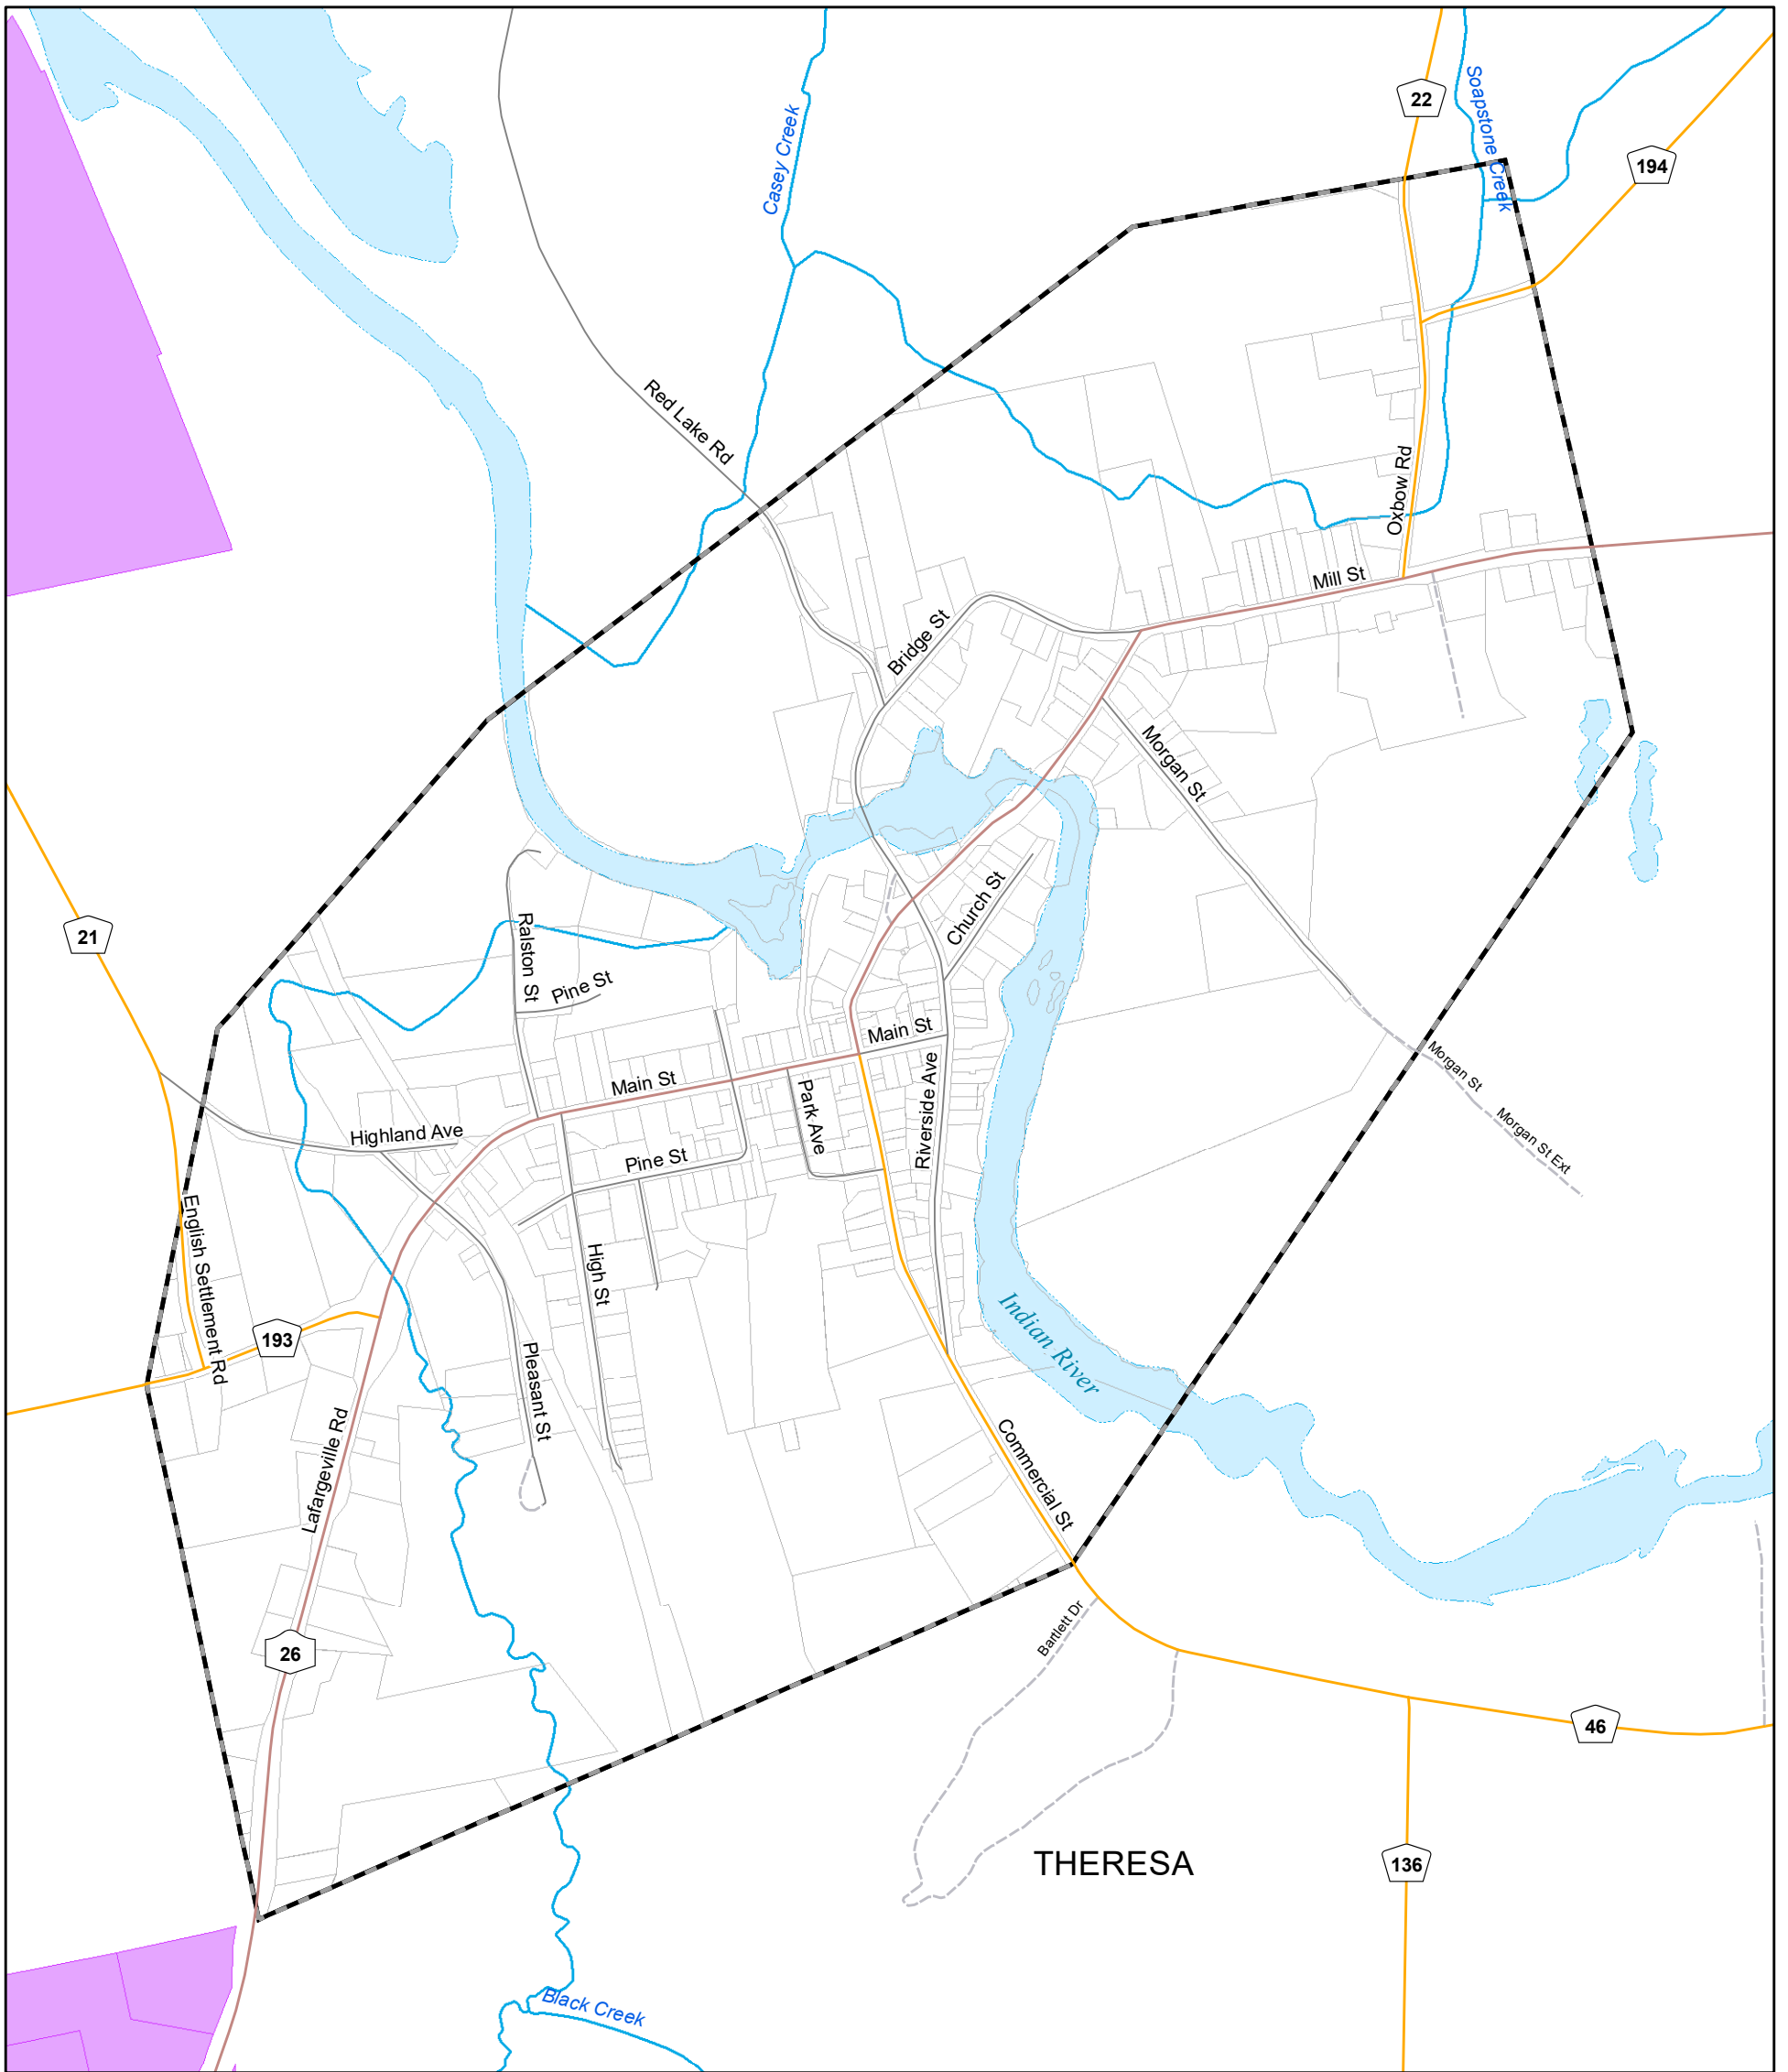 22
Soapstone Creek
194
Casey Creek
Red Lake Rd
Oxbow Rd
Mill St
Bridge St
Morgan St
Church St
21
Ralston St
Pine St
Main St
Main St
Morgan St
Park Ave
Riverside Ave
Morgan St Ext
Highland Ave
Pine St
English Settlement Rd
High St
193
Indian River
Pleasant St
Lafargeville Rd
Commercial St
Bartlett Dr
26
46
THERESA
136
Black Creek